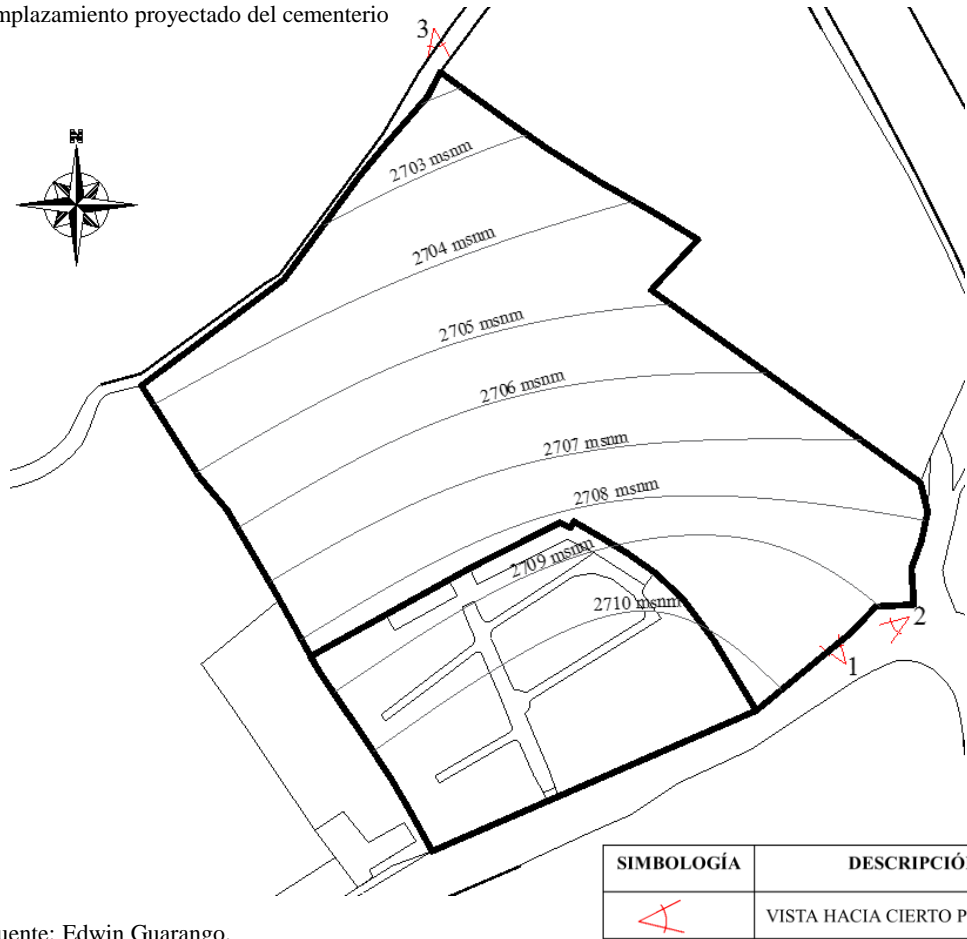 mplazamiento proyectado del cementerio
3
N
2703 msnm
2704 msnm
2705 msnm
2706 msnm
2707 msnm
2708 msnm
2709 msnm
2710 msnm
2
1
SIMBOLOGÍA DESCRIPCIÓ
VISTA HACIA CIERTO P
uente: Edwin Guarango.